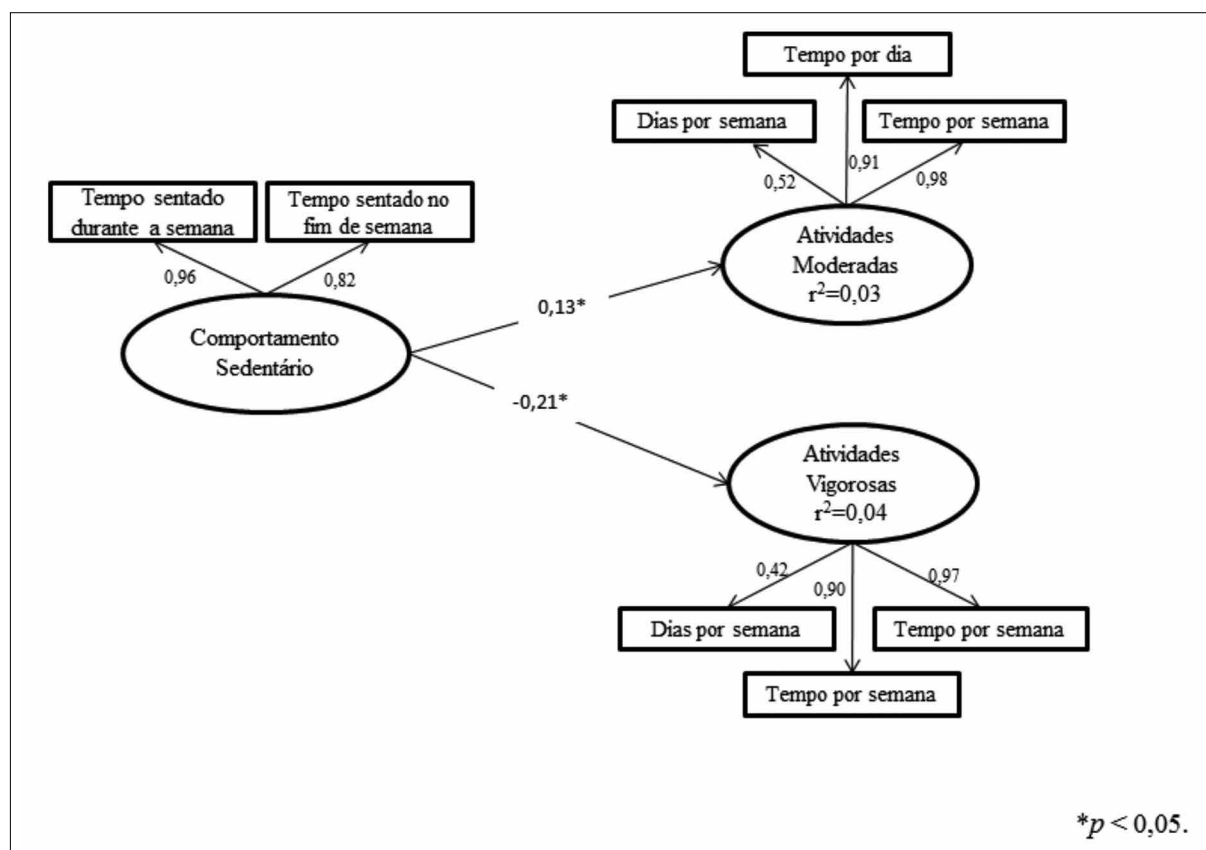 Tempo por dia
Dias por semana
Tempo por semana
0,52
0,91
0,98
Atividades
Moderadas
r²=0,03
Tempo sentado
durante a semana
Tempo sentado no
fim de semana
0,96
0,82
Comportamento
Sedentário
0,13*
-0,21*
Atividades
Vigorosas
r²=0,04
0,42
0,90
0,97
Dias por semana
Tempo por semana
Tempo por semana
*p < 0,05.